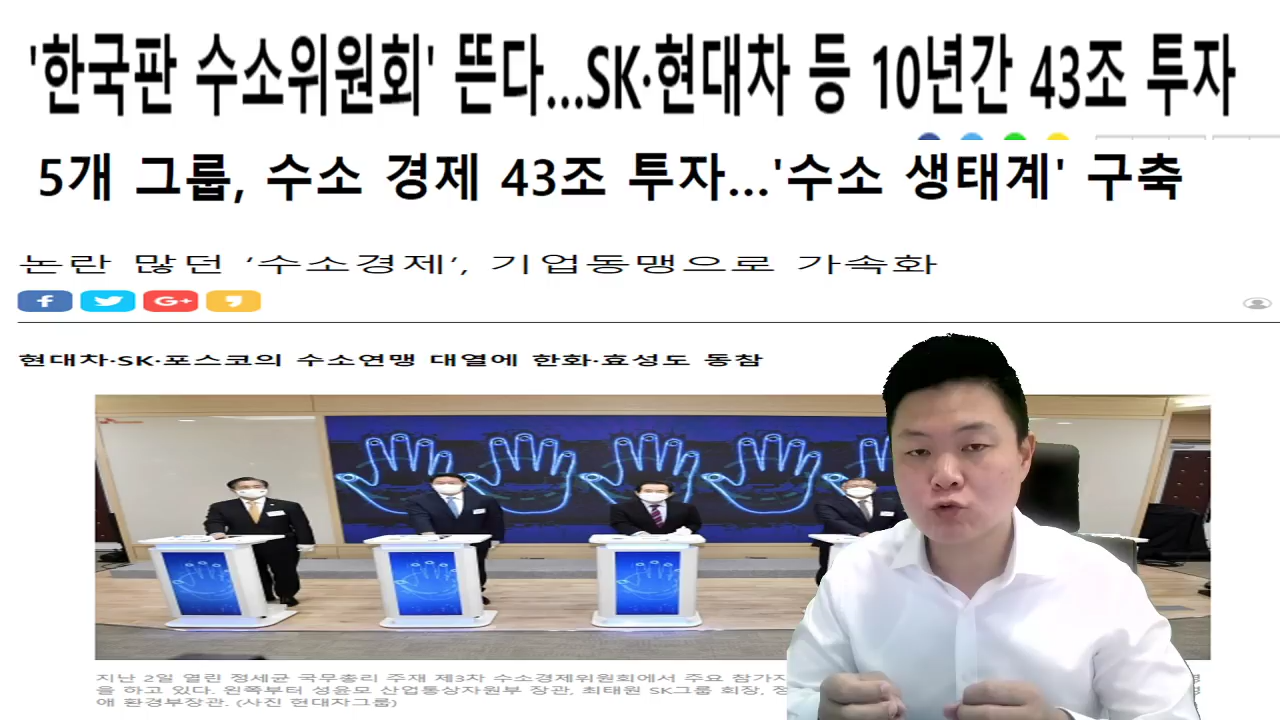 '한국판 수소위원회' 뜬다...SK·현대차 등 10년간 43조 투자
5개 그룹, 수소 경제 43조 투자...'수소 생태계' 구축
논란 많던 ‘수소경제’, 기업동맹으로 가속화
현대차·SK·포스코의 수소연맹 대열에 한화·효성도 동참
지난 2일 열린 정세균 국무총리 주재 제3차 수소경제위원회에서 주요 참가자
을 하고 있다. 왼쪽부터 성윤모 산업통상자원부 장관, 최태원 SK그룹 회장, 정
애 환경부장관. (사진 현대차그룹)